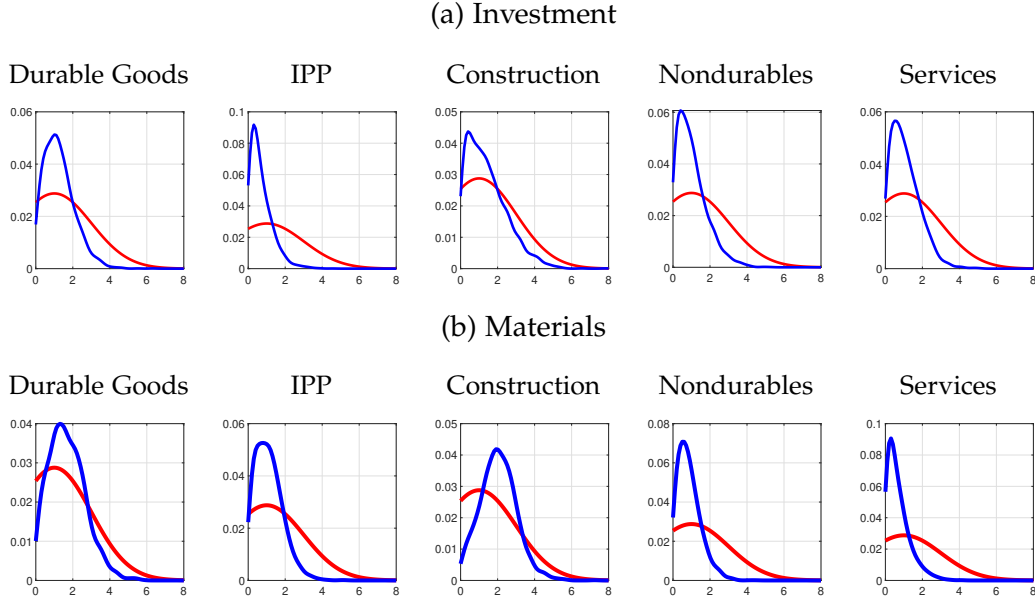 (a) Investment
Durable Goods IPP Construction Nondurables Services
0.06 0.1 0.05 0.06 0.06
0.08 0.04
0.04 0.06 0.03 0.04 0.04
0.04 0.02
0.02 0.02 0.01 0.02 0.02
0 0 0 0 0
0 2 4 6 8 0 2 4 6 8 0 2 4 6 8 0 2 4 6 8 0 2 4 6 8
(b) Materials
Durable Goods IPP Construction Nondurables Services
0.04 0.06 0.05 0.08 0.1
0.03 0.04 0.04 0.06 0.08
0.02 0.03 0.04 0.06
0.02 0.02 0.04
0.01 0.01 0.02 0.02
0 0 0 0 0
0 2 4 6 8 0 2 4 6 8 0 2 4 6 8 0 2 4 6 8 0 2 4 6 8